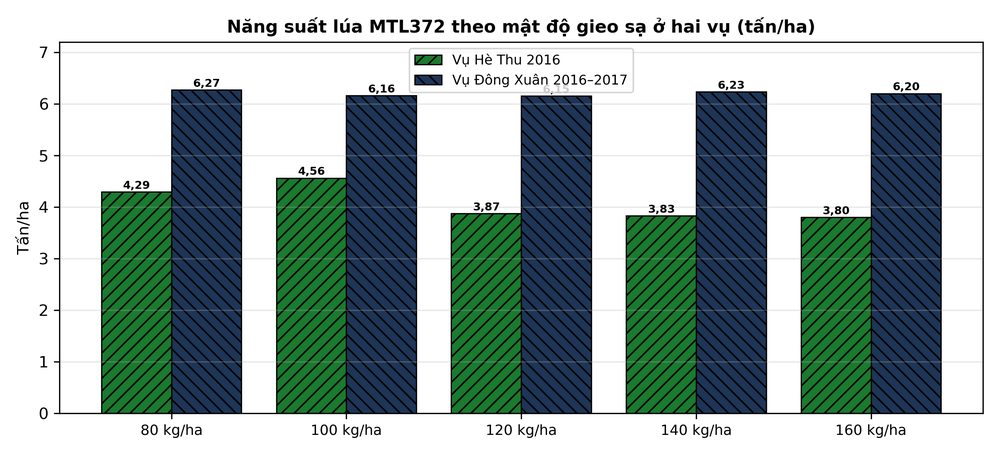 Năng suất lúa MTL372 theo mật độ gieo sạ ở hai vụ (tấn/ha)
Vụ Hè Thu 2016
Vụ Đông Xuân 2016–2017
Tấn/ha
7
6
5
4
3
2
1
0
4,29
6,27
4,56
6,16
3,87
6,15
3,83
6,23
3,80
6,20
80 kg/ha
100 kg/ha
120 kg/ha
140 kg/ha
160 kg/ha